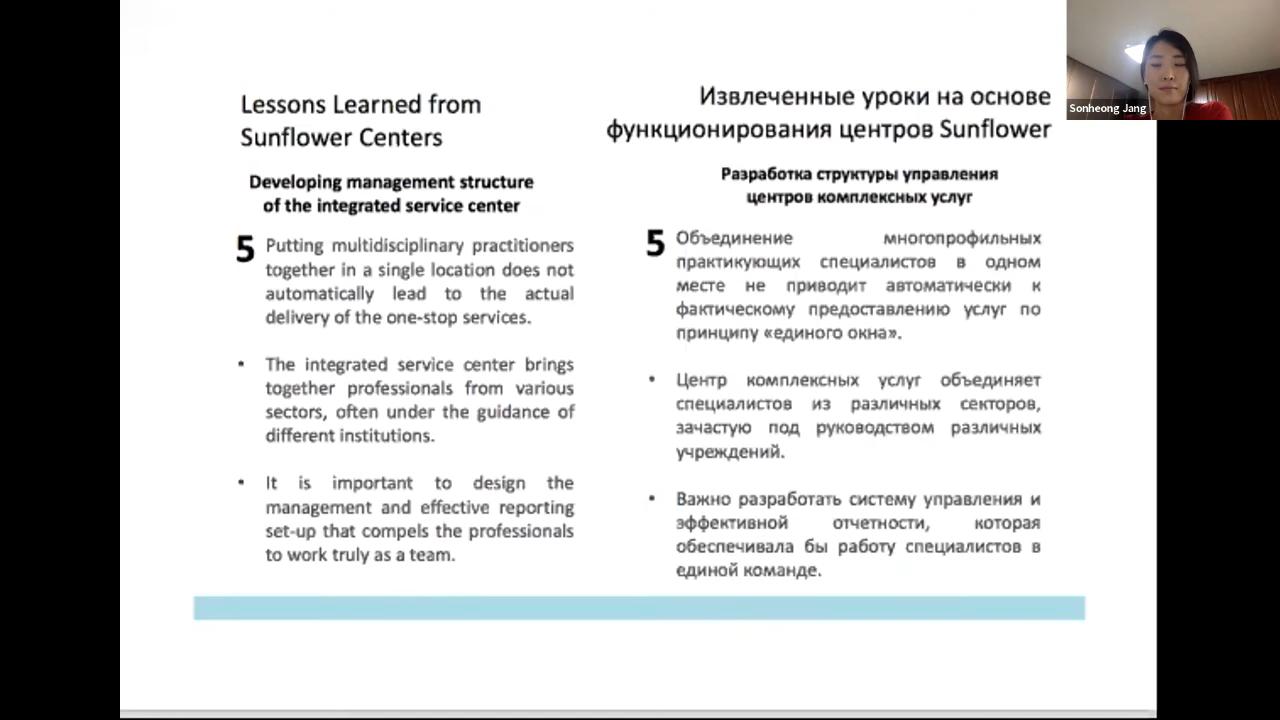 Lessons Learned from
Sunflower Centers
Developing management structure
of the integrated service center
5 Putting multidisciplinary practitioners
together in a single location does not
automatically lead to the actual
delivery of the one-stop services.
• The integrated service center brings
together professionals from various
sectors, often under the guidance of
different institutions.
• It is important to design the
management and effective reporting
set-up that compels the professionals
to work truly as a team.
Извлеченные уроки на основе
функционирования центров Sunflower
Разработка структуры управления
центров комплексных услуг
5 Объединение многопрофильных
практикующих специалистов в одном
месте не приводит автоматически к
фактическому предоставлению услуг по
принципу «единого окна».
• Центр комплексных услуг объединяет
специалистов из различных секторов,
зачастую под руководством различных
учреждений.
• Важно разработать систему управления и
эффективной отчетности, которая
обеспечивала бы работу специалистов в
единой команде.
Sonheong Jang